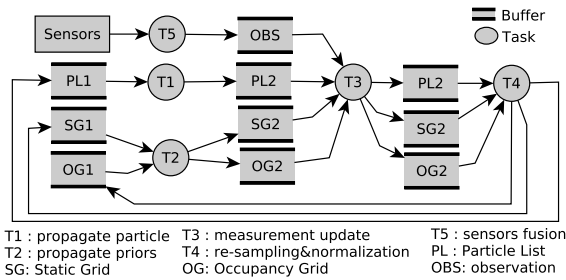 Buffer
Task
Sensors T5 OBS
PL1 T1 PL2 T3 PL2 T4
SG1 SG2 SG2
T2
OG1 OG2 OG2
T1 : propagate particle T3 : measurement update T5 : sensors fusion
T2 : propagate priors T4 : re-sampling&normalization PL : Particle List
SG: Static Grid OG: Occupancy Grid OBS: observation